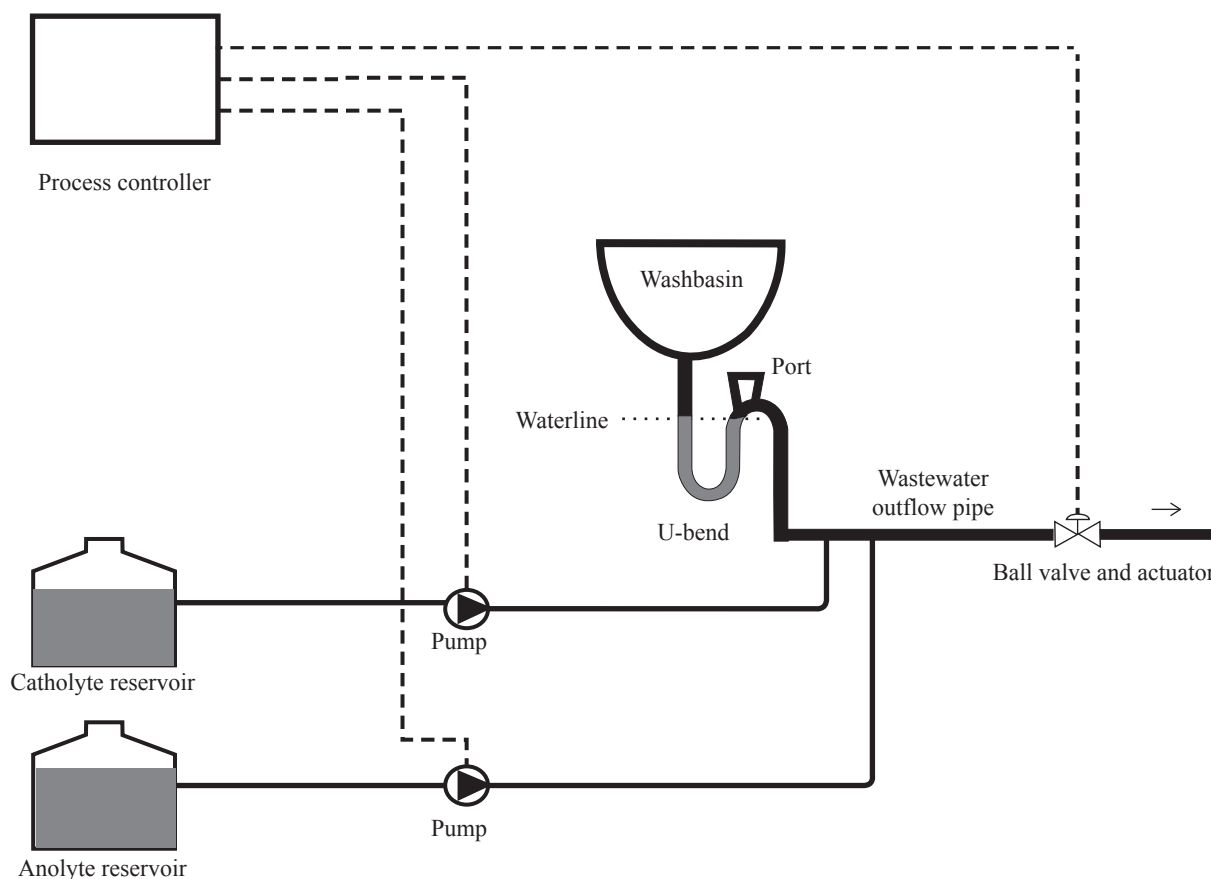 Process controller
Washbasin
Port
Waterline
Wastewater
outflow pipe
U-bend
Ball valve and actuator
Pump
Catholyte reservoir
Pump
Anolyte reservoir